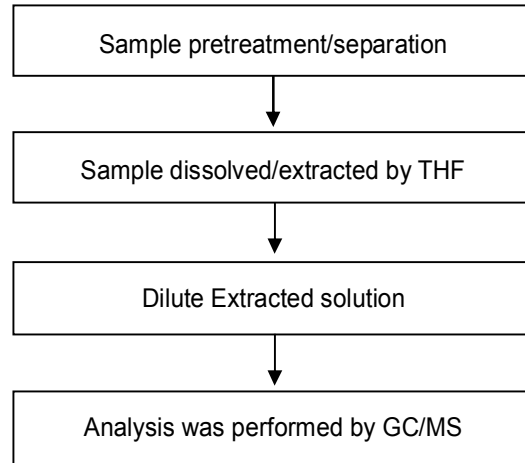 Sample pretreatment/separation
Sample dissolved/extracted by THF
Dilute Extracted solution
Analysis was performed by GC/MS